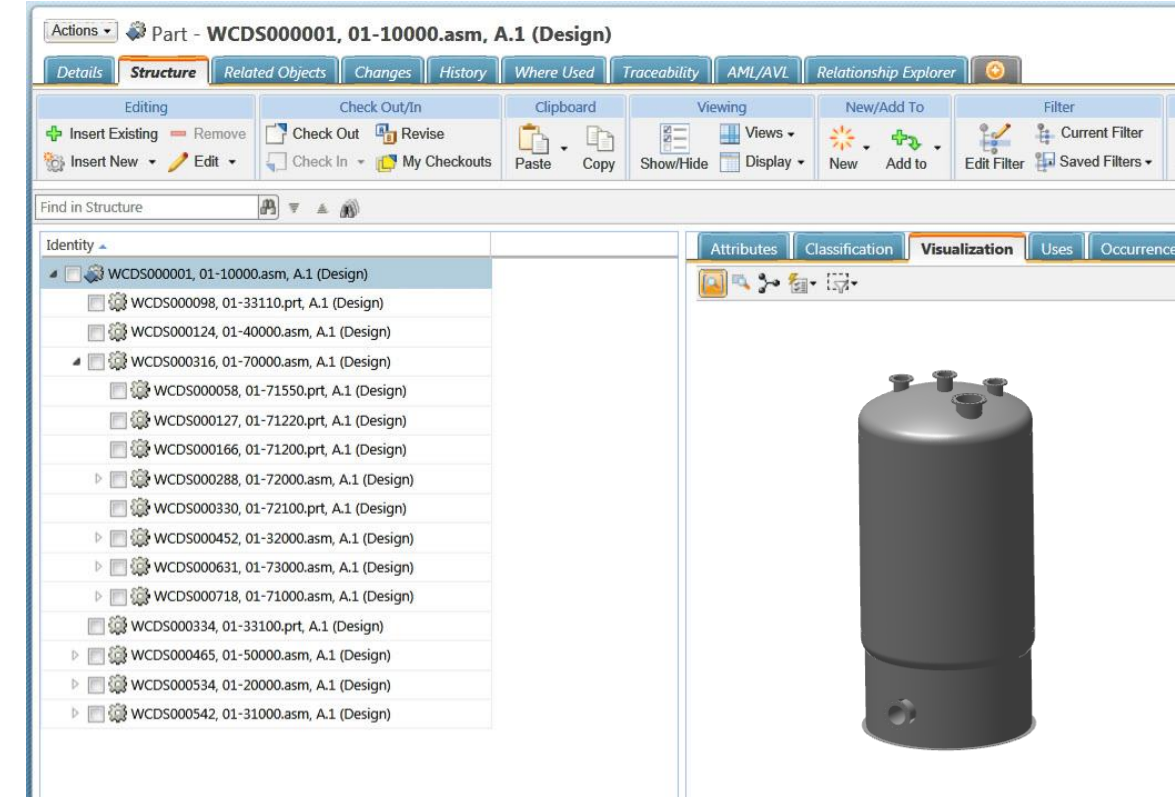 Actions Part - WCDS000001, 01-10000.asm, A.1 (Design)
Details Structure Related Objects Changes History Where Used Traceability AML/AVL Relationship Explorer
Editing Check Out/In Clipboard Viewing New/Add To Filter
Insert Existing Remove Check Out Revise Views Current Filter
Insert New Edit Check In My Checkouts Paste Copy Show/Hide Display New Add to Edit Filter Saved Filters
Find in Structure
Identity
Attributes Classification Visualization Uses Occurrence
WCDS000001, 01-10000.asm, A.1 (Design)
WCDS000098, 01-33110.prt, A.1 (Design)
WCDS000124, 01-40000.asm, A.1 (Design)
WCDS000316, 01-70000.asm, A.1 (Design)
WCDS000058, 01-71550.prt, A.1 (Design)
WCDS000127, 01-71220.prt, A.1 (Design)
WCDS000166, 01-71200.prt, A.1 (Design)
WCDS000288, 01-72000.asm, A.1 (Design)
WCDS000330, 01-72100.prt, A.1 (Design)
WCDS000452, 01-32000.asm, A.1 (Design)
WCDS000631, 01-73000.asm, A.1 (Design)
WCDS000718, 01-71000.asm, A.1 (Design)
WCDS000334, 01-33100.prt, A.1 (Design)
WCDS000465, 01-50000.asm, A.1 (Design)
WCDS000534, 01-20000.asm, A.1 (Design)
WCDS000542, 01-31000.asm, A.1 (Design)